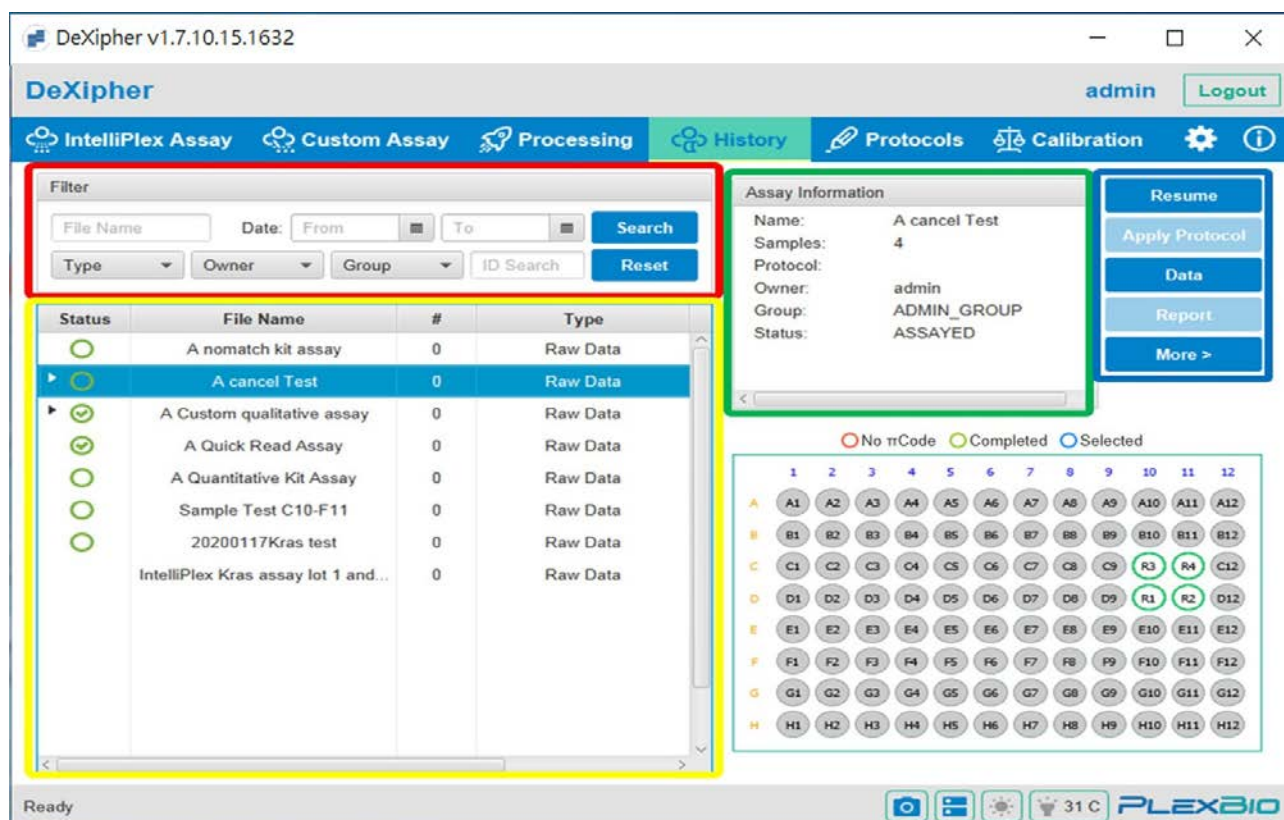 DeXipher v1.7.10.15.1632
DeXipher admin Logout
IntelliPlex Assay Custom Assay Processing History Protocols Calibration
Filter
File Name Date: From To Search
Type Owner Group ID Search Reset
Status File Name # Type
A nomatch kit assay 0 Raw Data
A cancel Test 0 Raw Data
A Custom qualitative assay 0 Raw Data
A Quick Read Assay 0 Raw Data
A Quantitative Kit Assay 0 Raw Data
Sample Test C10-F11 0 Raw Data
20200117Kras test 0 Raw Data
IntelliPlex Kras assay lot 1 and... 0 Raw Data
Assay Information
Name: A cancel Test
Samples: 4
Protocol:
Owner: admin
Group: ADMIN_GROUP
Status: ASSAYED
Resume
Apply Protocol
Data
Report
More >
No πCode Completed Selected
1 2 3 4 5 6 7 8 9 10 11 12
A A1 A2 A3 A4 A5 A6 A7 A8 A9 A10 A11 A12
B B1 B2 B3 B4 B5 B6 B7 B8 B9 B10 B11 B12
C C1 C2 C3 C4 C5 C6 C7 C8 C9 R3 R4 C12
D D1 D2 D3 D4 D5 D6 D7 D8 D9 R1 R2 D12
E E1 E2 E3 E4 E5 E6 E7 E8 E9 E10 E11 E12
F F1 F2 F3 F4 F5 F6 F7 F8 F9 F10 F11 F12
G G1 G2 G3 G4 G5 G6 G7 G8 G9 G10 G11 G12
H H1 H2 H3 H4 H5 H6 H7 H8 H9 H10 H11 H12
Ready 31 C PLEXBIO